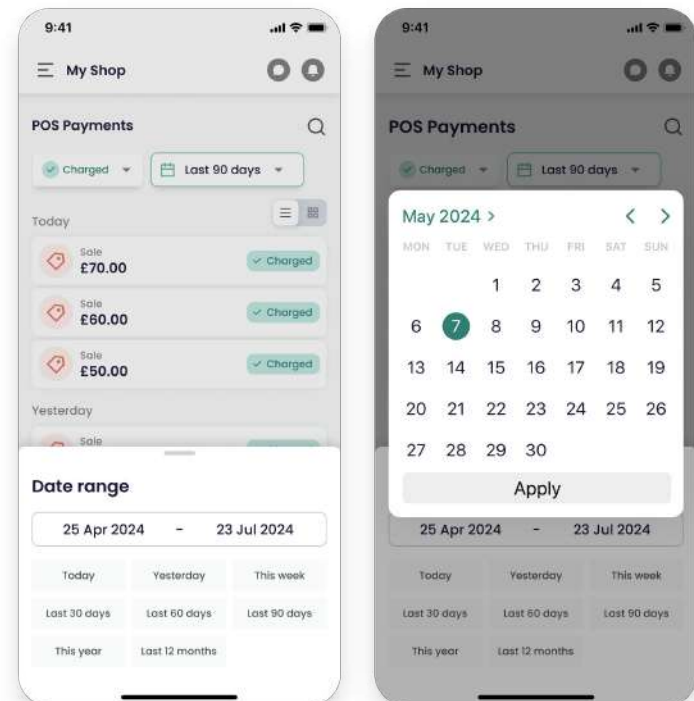 9:41
My Shop
POS Payments
Charged
Last 90 days
Today
Sale
£70.00
Charged
Sale
£60.00
Charged
Sale
£50.00
Charged
Yesterday
Sale
Date range
25 Apr 2024 - 23 Jul 2024
Today Yesterday This week
Last 30 days Last 60 days Last 90 days
This year Last 12 months
9:41
My Shop
POS Payments
Charged
Last 90 days
May 2024 >
MON TUE WED THU FRI SAT SUN
1 2 3 4 5
6 7 8 9 10 11 12
13 14 15 16 17 18 19
20 21 22 23 24 25 26
27 28 29 30
Apply
25 Apr 2024 - 23 Jul 2024
Today Yesterday This week
Last 30 days Last 60 days Last 90 days
This year Last 12 months